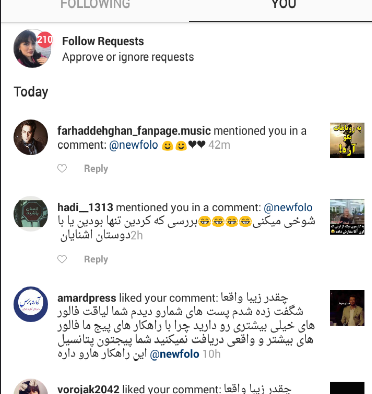 FOLLOWING
YOU
210
Follow Requests
Approve or ignore requests
Today
farhaddehghan_fanpage.music mentioned you in a
comment: @newfolo 😀😀♥♥ 42m
Reply
hadi__1313 mentioned you in a comment: @newfolo
شوخی میکنی😂😂😂😂بررسی که کردین تنها بودین یا با
دوستان اشنایان 2h
Reply
amardpress liked your comment: چقدر زیبا واقعا
شگفت زده شدم پست های شمارو دیدم شما لیاقت فالور
های خیلی بیشتری رو دارید چرا با راهکار های پیج ما فالور
های بیشتر و واقعی دریافت نمیکنید شما پیجتون پتانسیل
این راهکار هارو داره @newfolo 10h
vorojak2042 liked your comment: چقدر زیبا واقعا